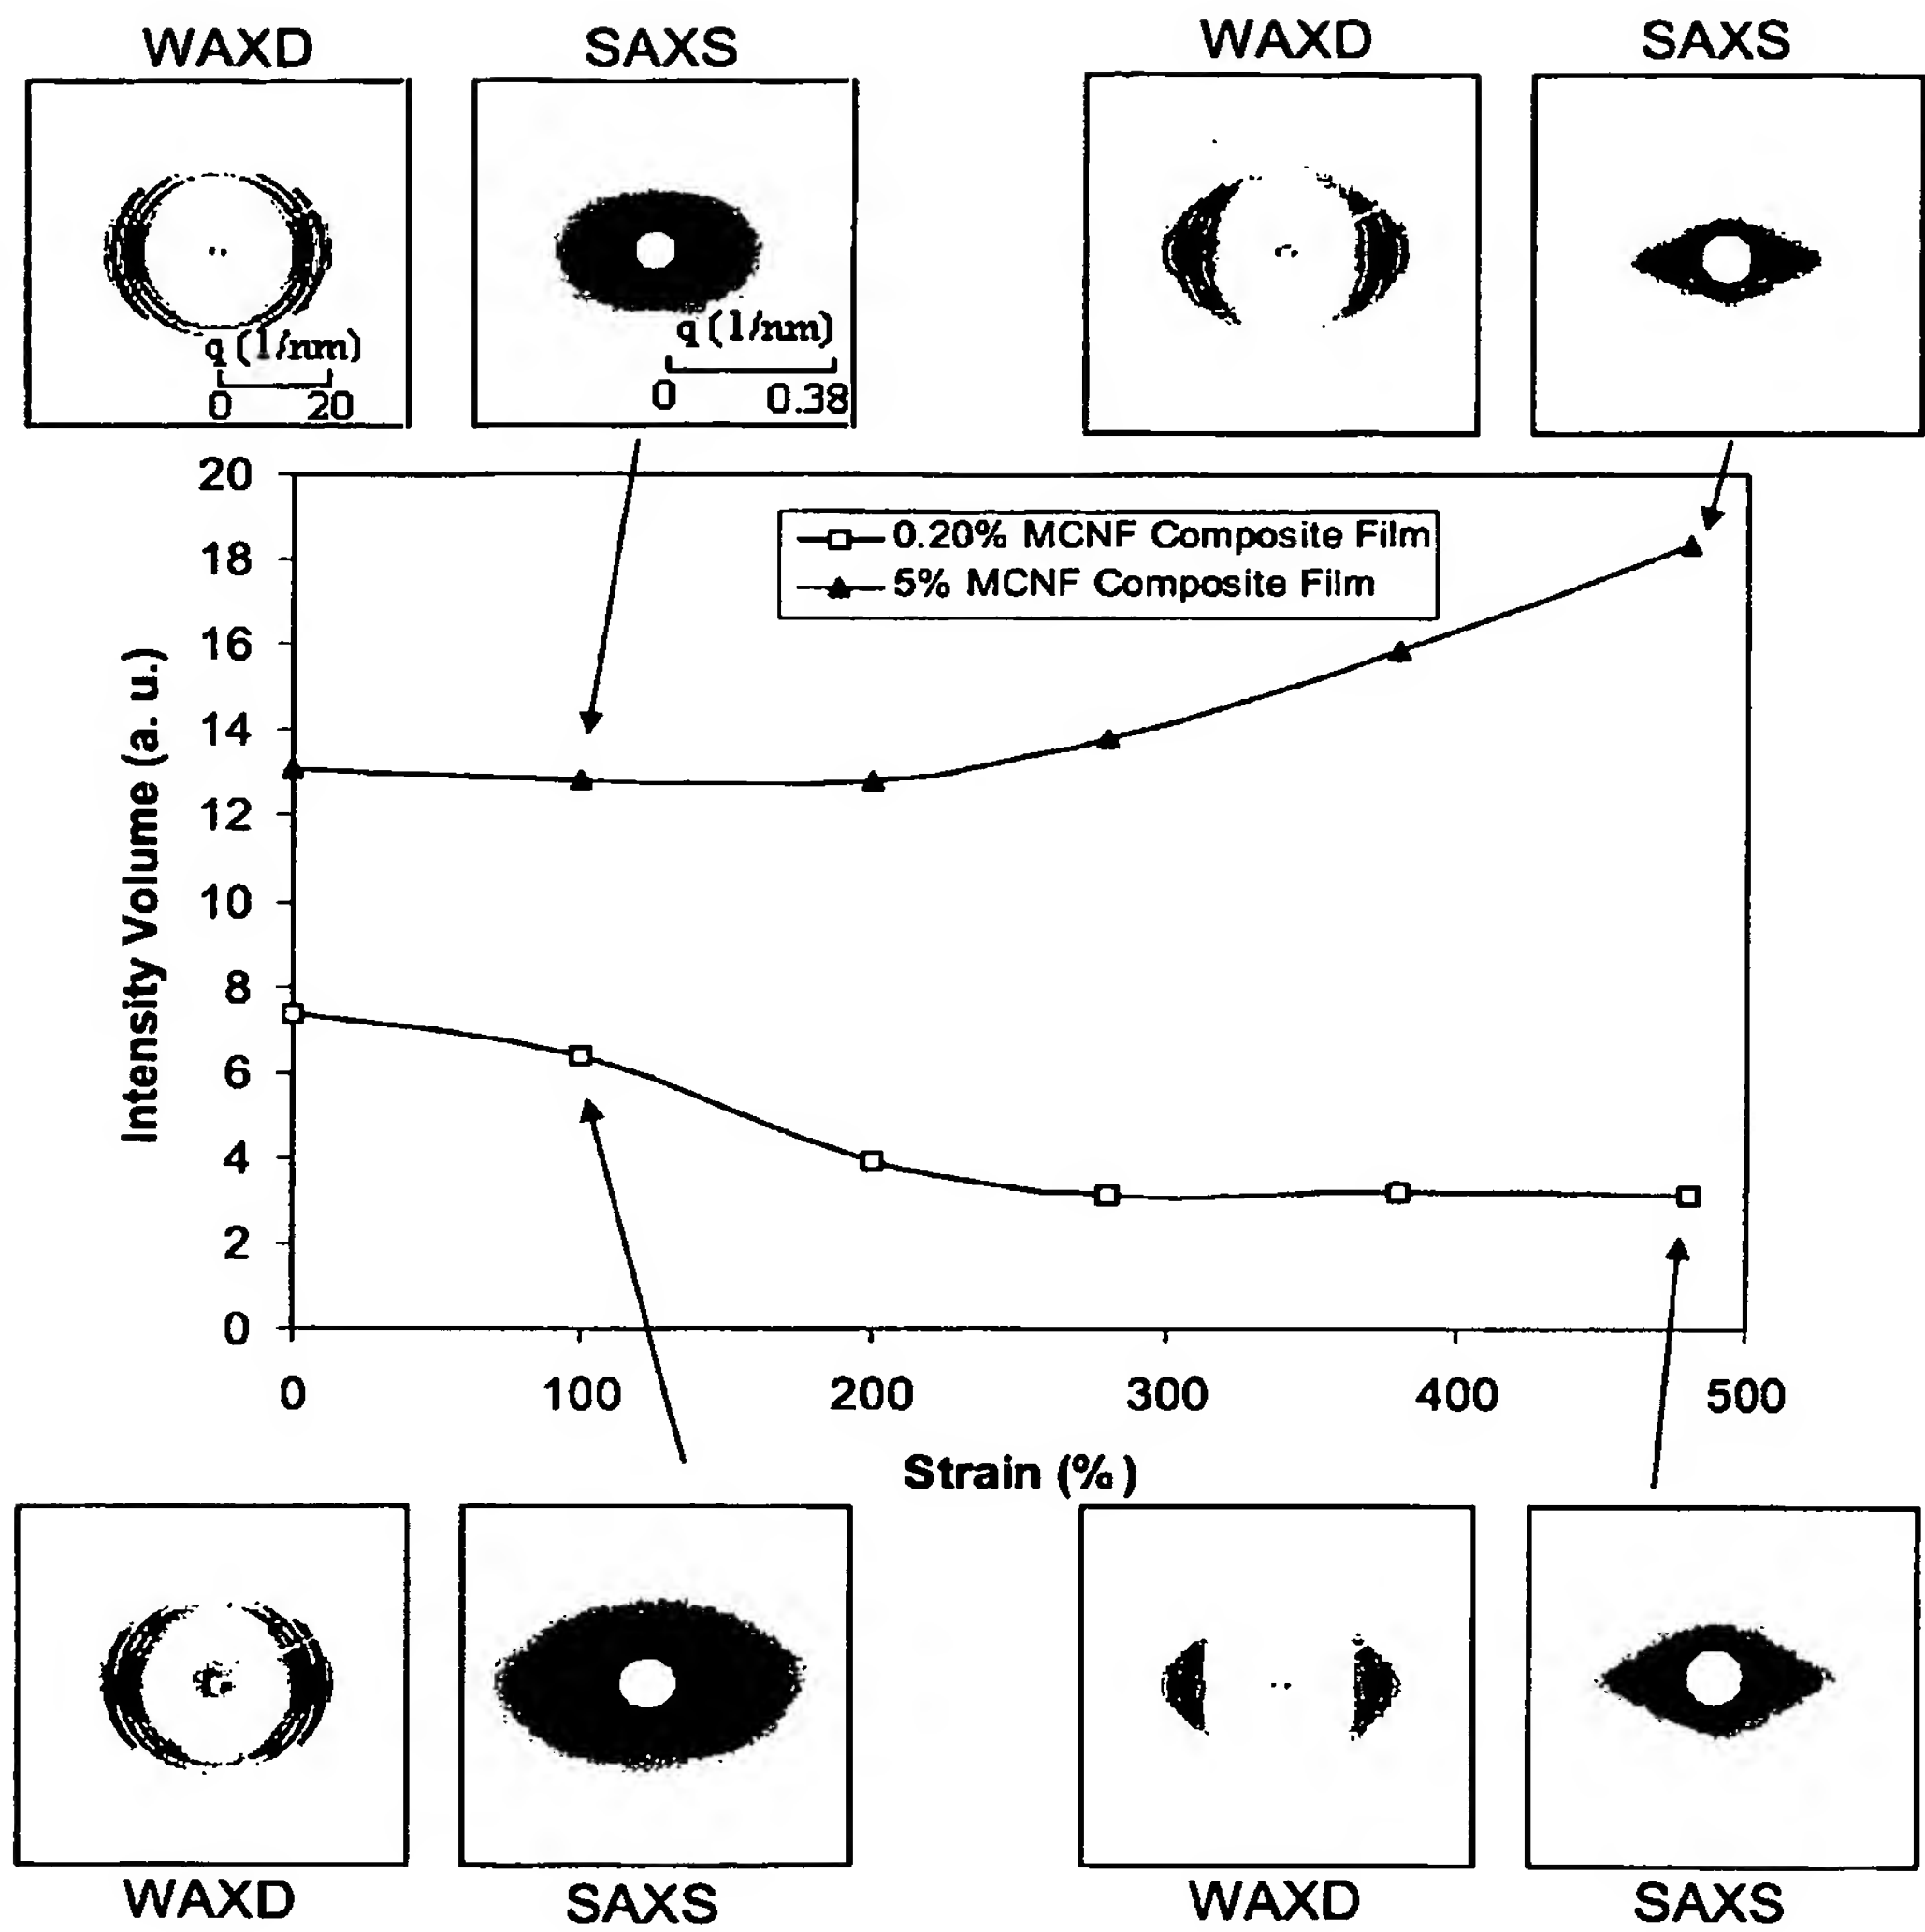 WAXD
SAXS
WAXD
SAXS
q (1/nm)
0 20
q (1/nm)
0 0.38
20
18
16
14
12
10
8
6
4
2
0
Intensity Volume (a. u.)
0.20% MCNF Composite Film
5% MCNF Composite Film
0 100 200 300 400 500
Strain (%)
WAXD
SAXS
WAXD
SAXS